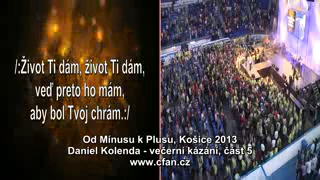 /:Život Ti dám, život Ti dám,
veď preto ho mám,
aby bol Tvoj chrám.:/
Od Mínusu k Plusu, Košice 2013
Daniel Kolenda - večerní kázání, část 5
www.cfan.cz